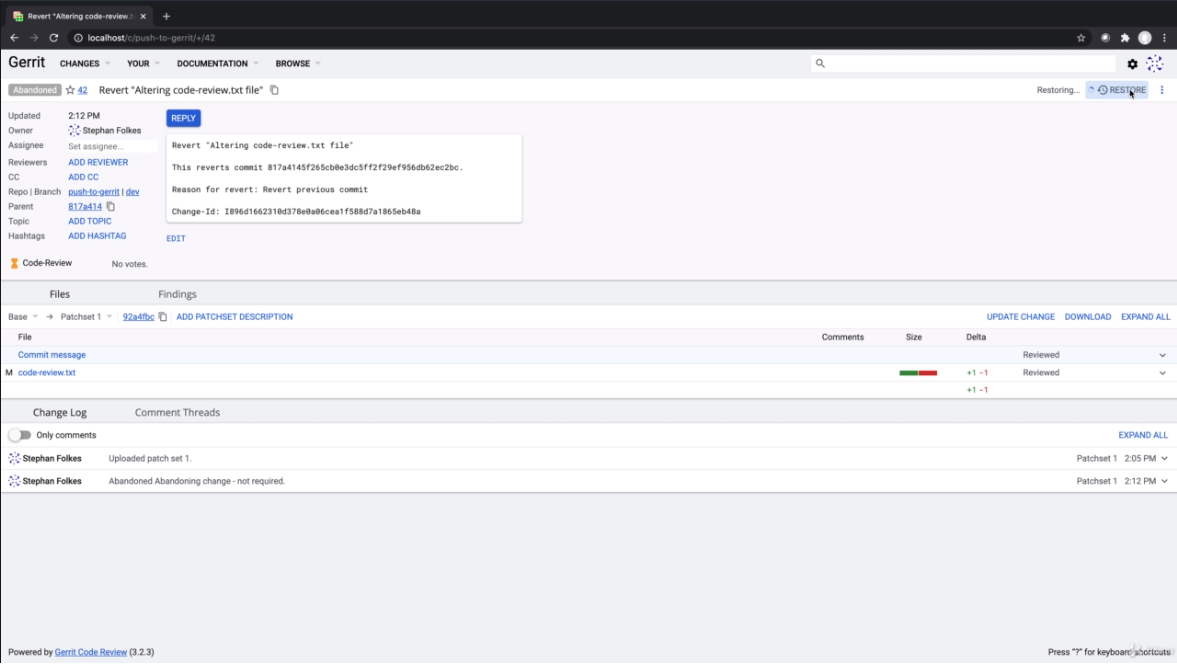 Revert "Altering code-review.t
localhost/c/push-to-gerrit/+/42
Gerrit CHANGES YOUR DOCUMENTATION BROWSE
Abandoned 42 Revert "Altering code-review.txt file" Restoring... RESTORE
Updated 2:12 PM
Owner Stephan Folkes
Assignee Set assignee...
Reviewers ADD REVIEWER
CC ADD CC
Repo | Branch push-to-gerrit | dev
Parent 817a414
Topic ADD TOPIC
Hashtags ADD HASHTAG
REPLY
Revert "Altering code-review.txt file"
This reverts commit 817a4145f265cb0e3dc5ff2f29ef956db62ec2bc.
Reason for revert: Revert previous commit
Change-Id: I896d1662310d378e0a06cea1f588d7a1865eb48a
EDIT
Code-Review No votes.
Files Findings
Base → Patchset 1 92a4fbc ADD PATCHSET DESCRIPTION UPDATE CHANGE DOWNLOAD EXPAND ALL
File Comments Size Delta
Commit message Reviewed
M code-review.txt +1 -1 Reviewed
+1 -1
Change Log Comment Threads
Only comments EXPAND ALL
Stephan Folkes Uploaded patch set 1. Patchset 1 2:05 PM
Stephan Folkes Abandoned Abandoning change - not required. Patchset 1 2:12 PM
Powered by Gerrit Code Review (3.2.3) Press "?" for keyboard shortcuts